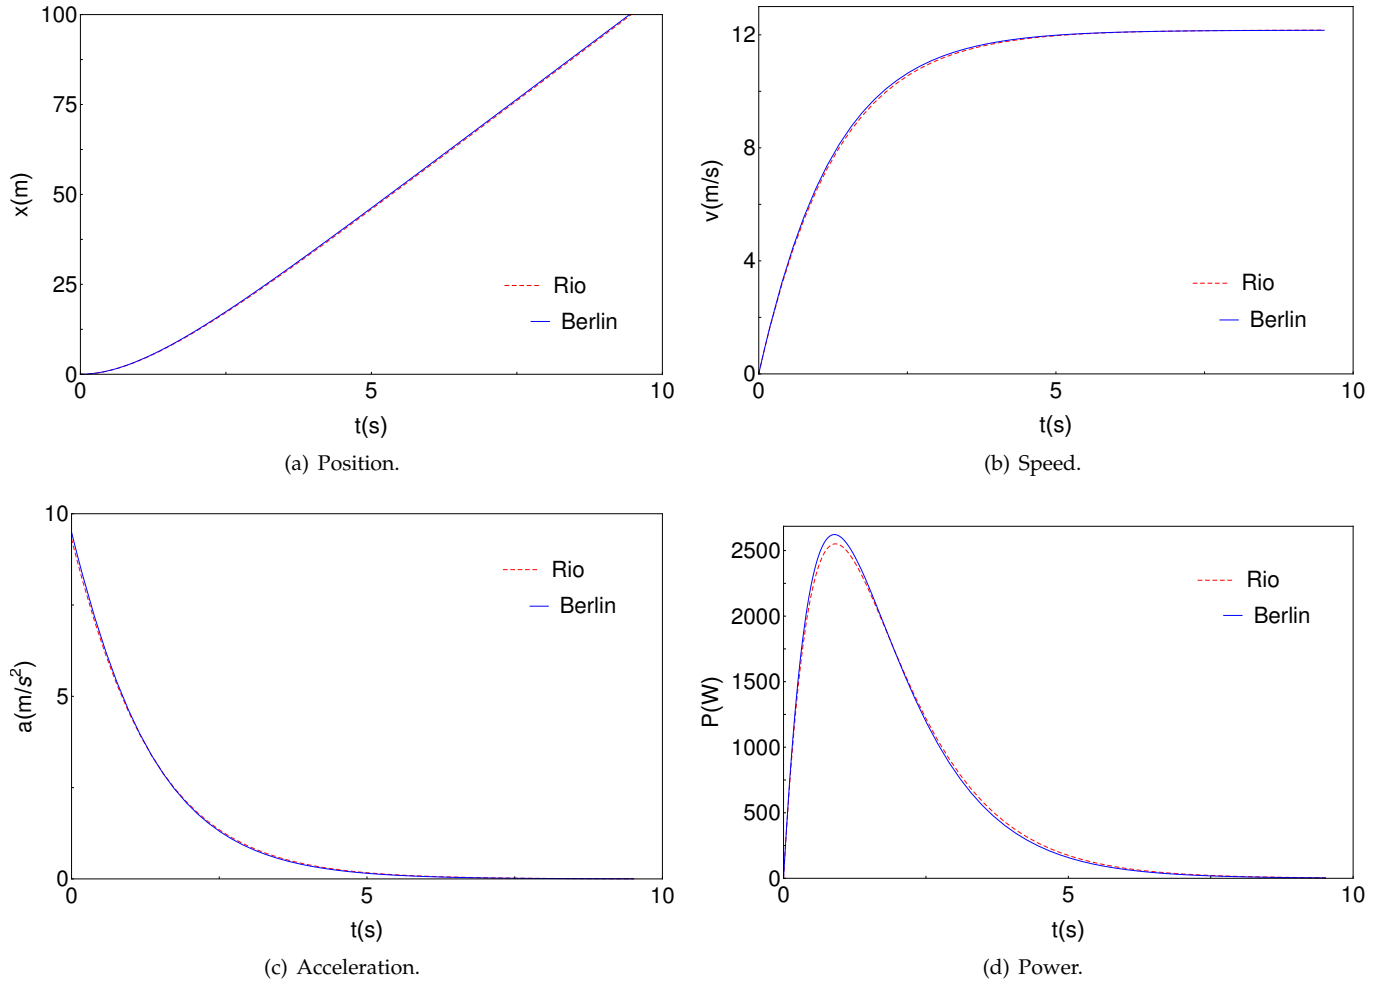 100
75
50
25
0
x(m)
0
5
10
t(s)
Rio
Berlin
(a) Position.
12
8
4
0
v(m/s)
0
5
10
t(s)
Rio
Berlin
(b) Speed.
10
5
0
a(m/s²)
0
5
10
t(s)
Rio
Berlin
(c) Acceleration.
2500
2000
1500
1000
500
0
P(W)
0
5
10
t(s)
Rio
Berlin
(d) Power.